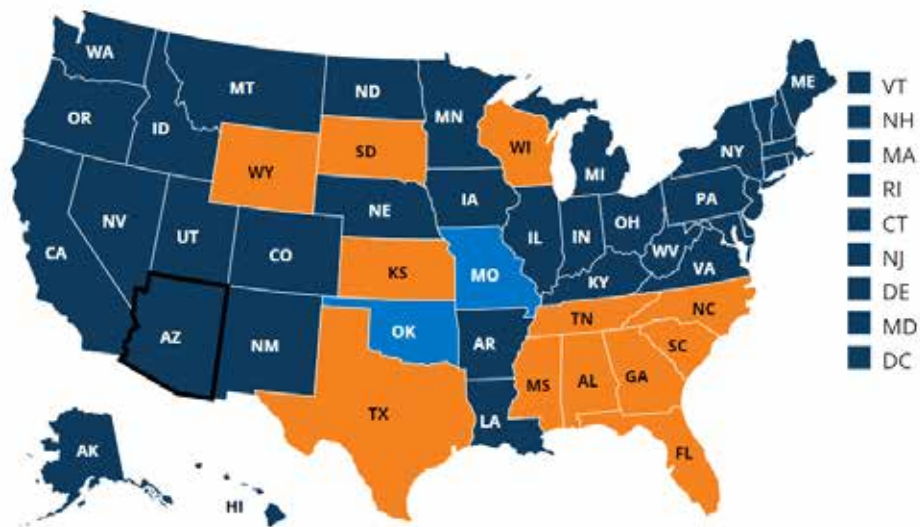 WA
MT
ND
MN
ME
OR
ID
WY
SD
WI
MI
NY
NV
UT
CO
NE
IA
IL
IN
OH
PA
WV
VA
KY
CA
KS
MO
AZ
NM
OK
AR
TN
NC
SC
MS
AL
GA
TX
LA
FL
AK
HI
VT
NH
MA
RI
CT
NJ
DE
MD
DC